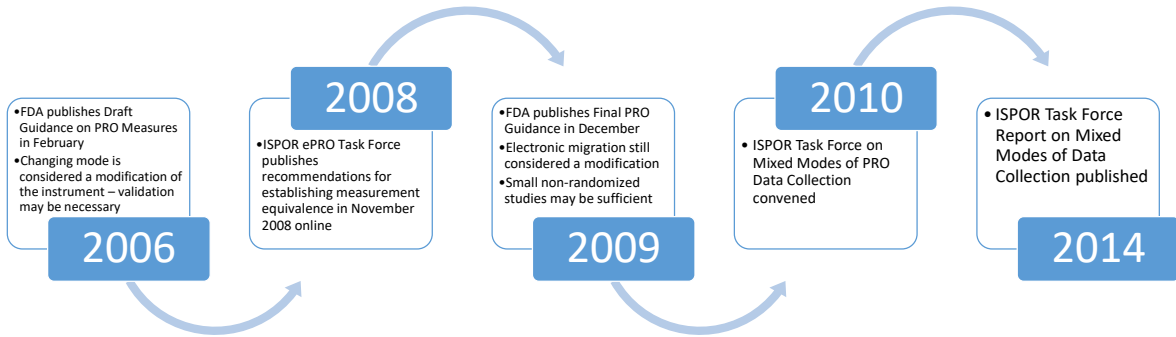 •FDA publishes Draft
Guidance on PRO Measures
in February
•Changing mode is
considered a modification of
the instrument – validation
may be necessary
2006
2008
•ISPOR ePRO Task Force
publishes
recommendations for
establishing measurement
equivalence in November
2008 online
•FDA publishes Final PRO
Guidance in December
•Electronic migration still
considered a modification
•Small non-randomized
studies may be sufficient
2009
2010
• ISPOR Task Force on
Mixed Modes of PRO
Data Collection
convened
• ISPOR Task Force
Report on Mixed
Modes of Data
Collection published
2014